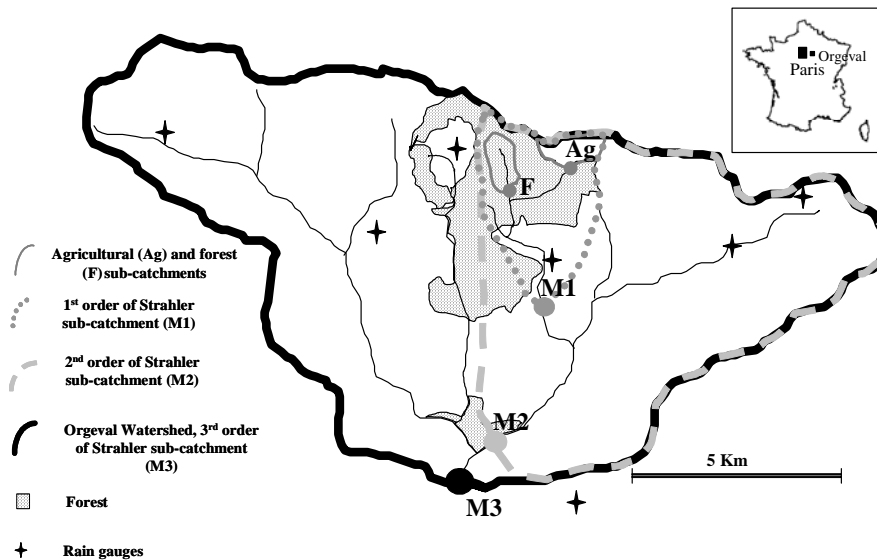 Orgeval
Paris
Ag
F
M1
M2
M3
5 Km
Agricultural (Ag) and forest
(F) sub-catchments
1st order of Strahler
sub-catchment (M1)
2nd order of Strahler
sub-catchment (M2)
Orgeval Watershed, 3rd order
of Strahler sub-catchment
(M3)
Forest
Rain gauges